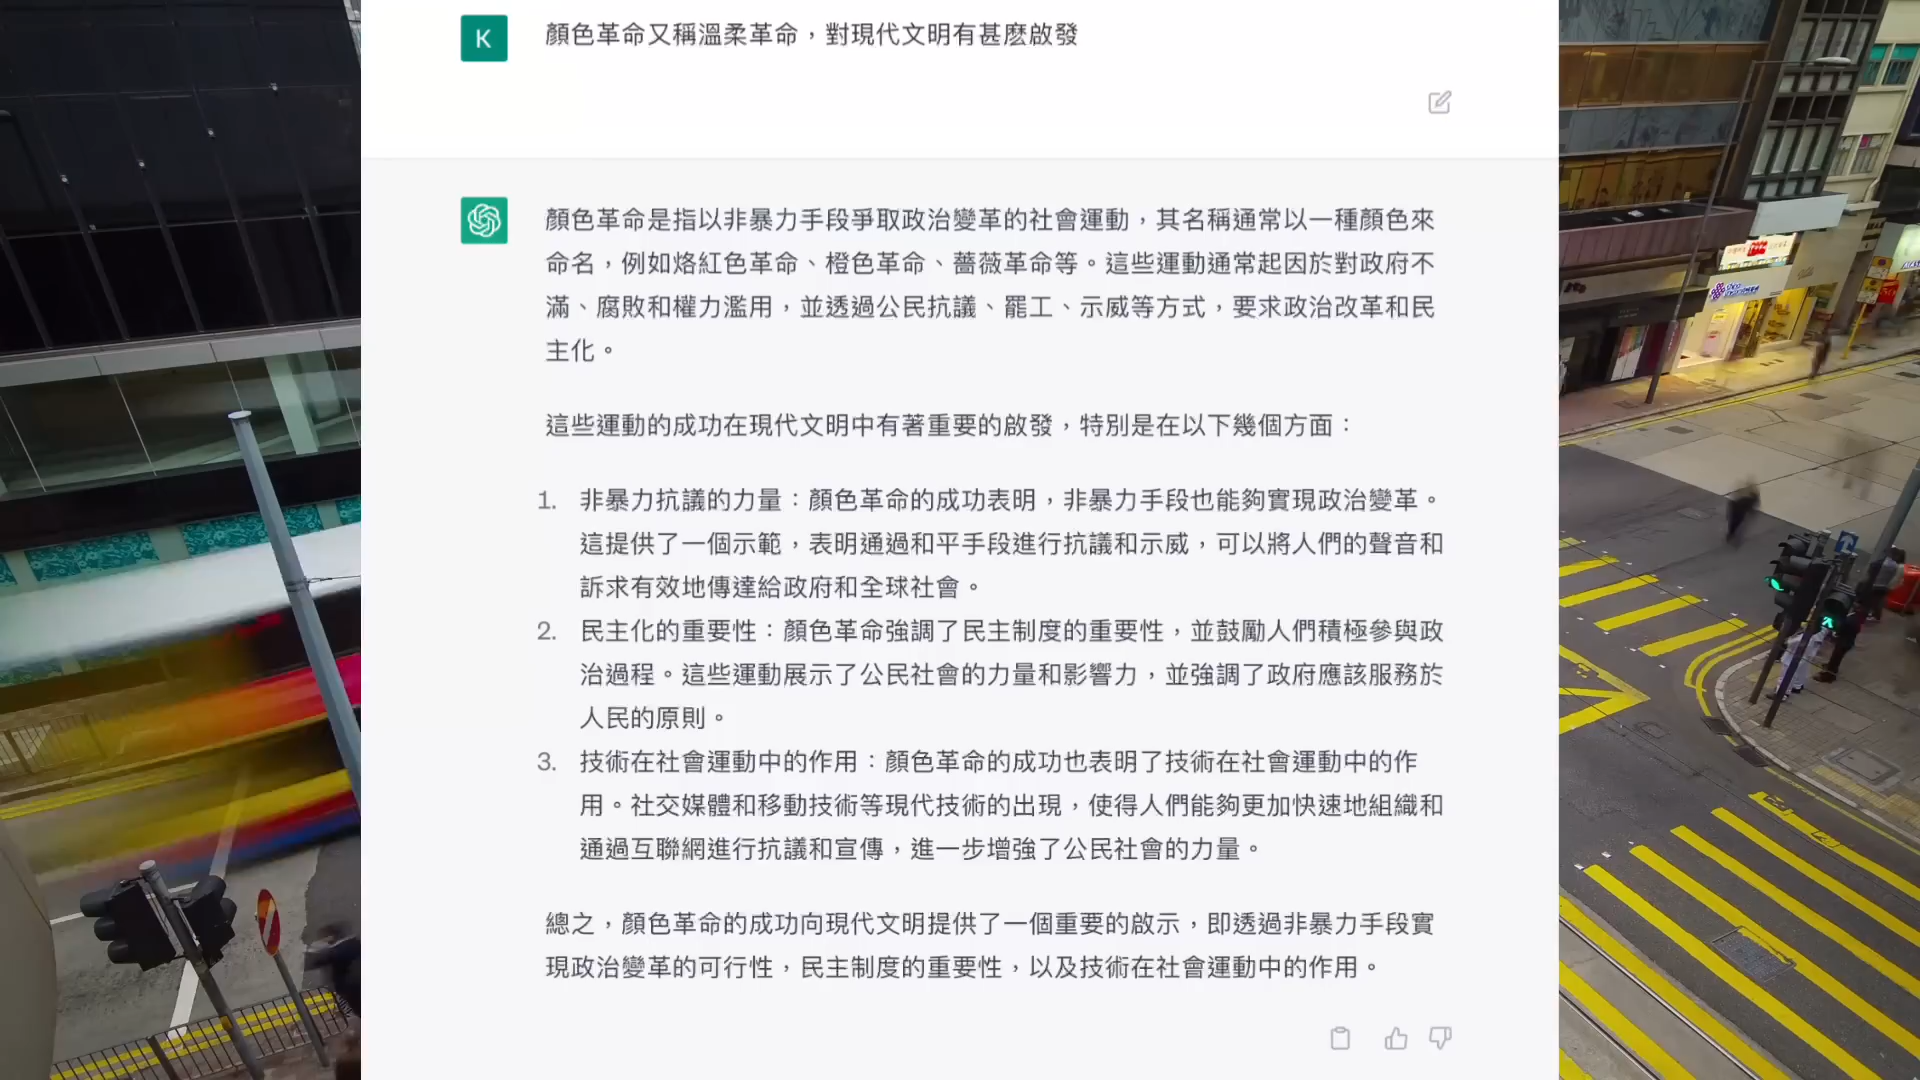 K
顏色革命又稱溫柔革命，對現代文明有甚麽啟發
顏色革命是指以非暴力手段爭取政治變革的社會運動，其名稱通常以一種顏色來
命名，例如烙紅色革命、橙色革命、薔薇革命等。這些運動通常起因於對政府不
滿、腐敗和權力濫用，並透過公民抗議、罷工、示威等方式，要求政治改革和民
主化。
這些運動的成功在現代文明中有著重要的啟發，特別是在以下幾個方面：
1. 非暴力抗議的力量：顏色革命的成功表明，非暴力手段也能夠實現政治變革。
這提供了一個示範，表明通過和平手段進行抗議和示威，可以將人們的聲音和
訴求有效地傳達給政府和全球社會。
2. 民主化的重要性：顏色革命強調了民主制度的重要性，並鼓勵人們積極參與政
治過程。這些運動展示了公民社會的力量和影響力，並強調了政府應該服務於
人民的原則。
3. 技術在社會運動中的作用：顏色革命的成功也表明了技術在社會運動中的作
用。社交媒體和移動技術等現代技術的出現，使得人們能夠更加快速地組織和
通過互聯網進行抗議和宣傳，進一步增強了公民社會的力量。
總之，顏色革命的成功向現代文明提供了一個重要的啟示，即透過非暴力手段實
現政治變革的可行性，民主制度的重要性，以及技術在社會運動中的作用。